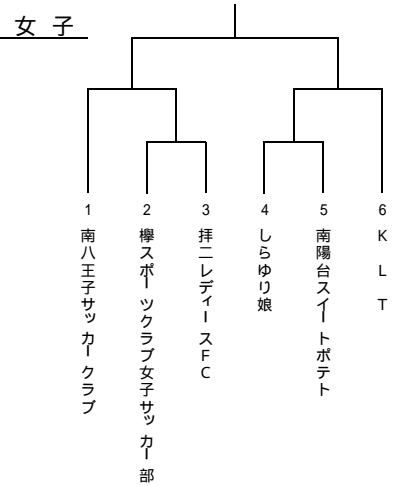 女子
1 南八王子サッカークラブ
2 欅スポーツクラブ女子サッカー部
3 拝二レディースFC
4 しらゆり娘
5 南陽台スイートポテト
6 KLT